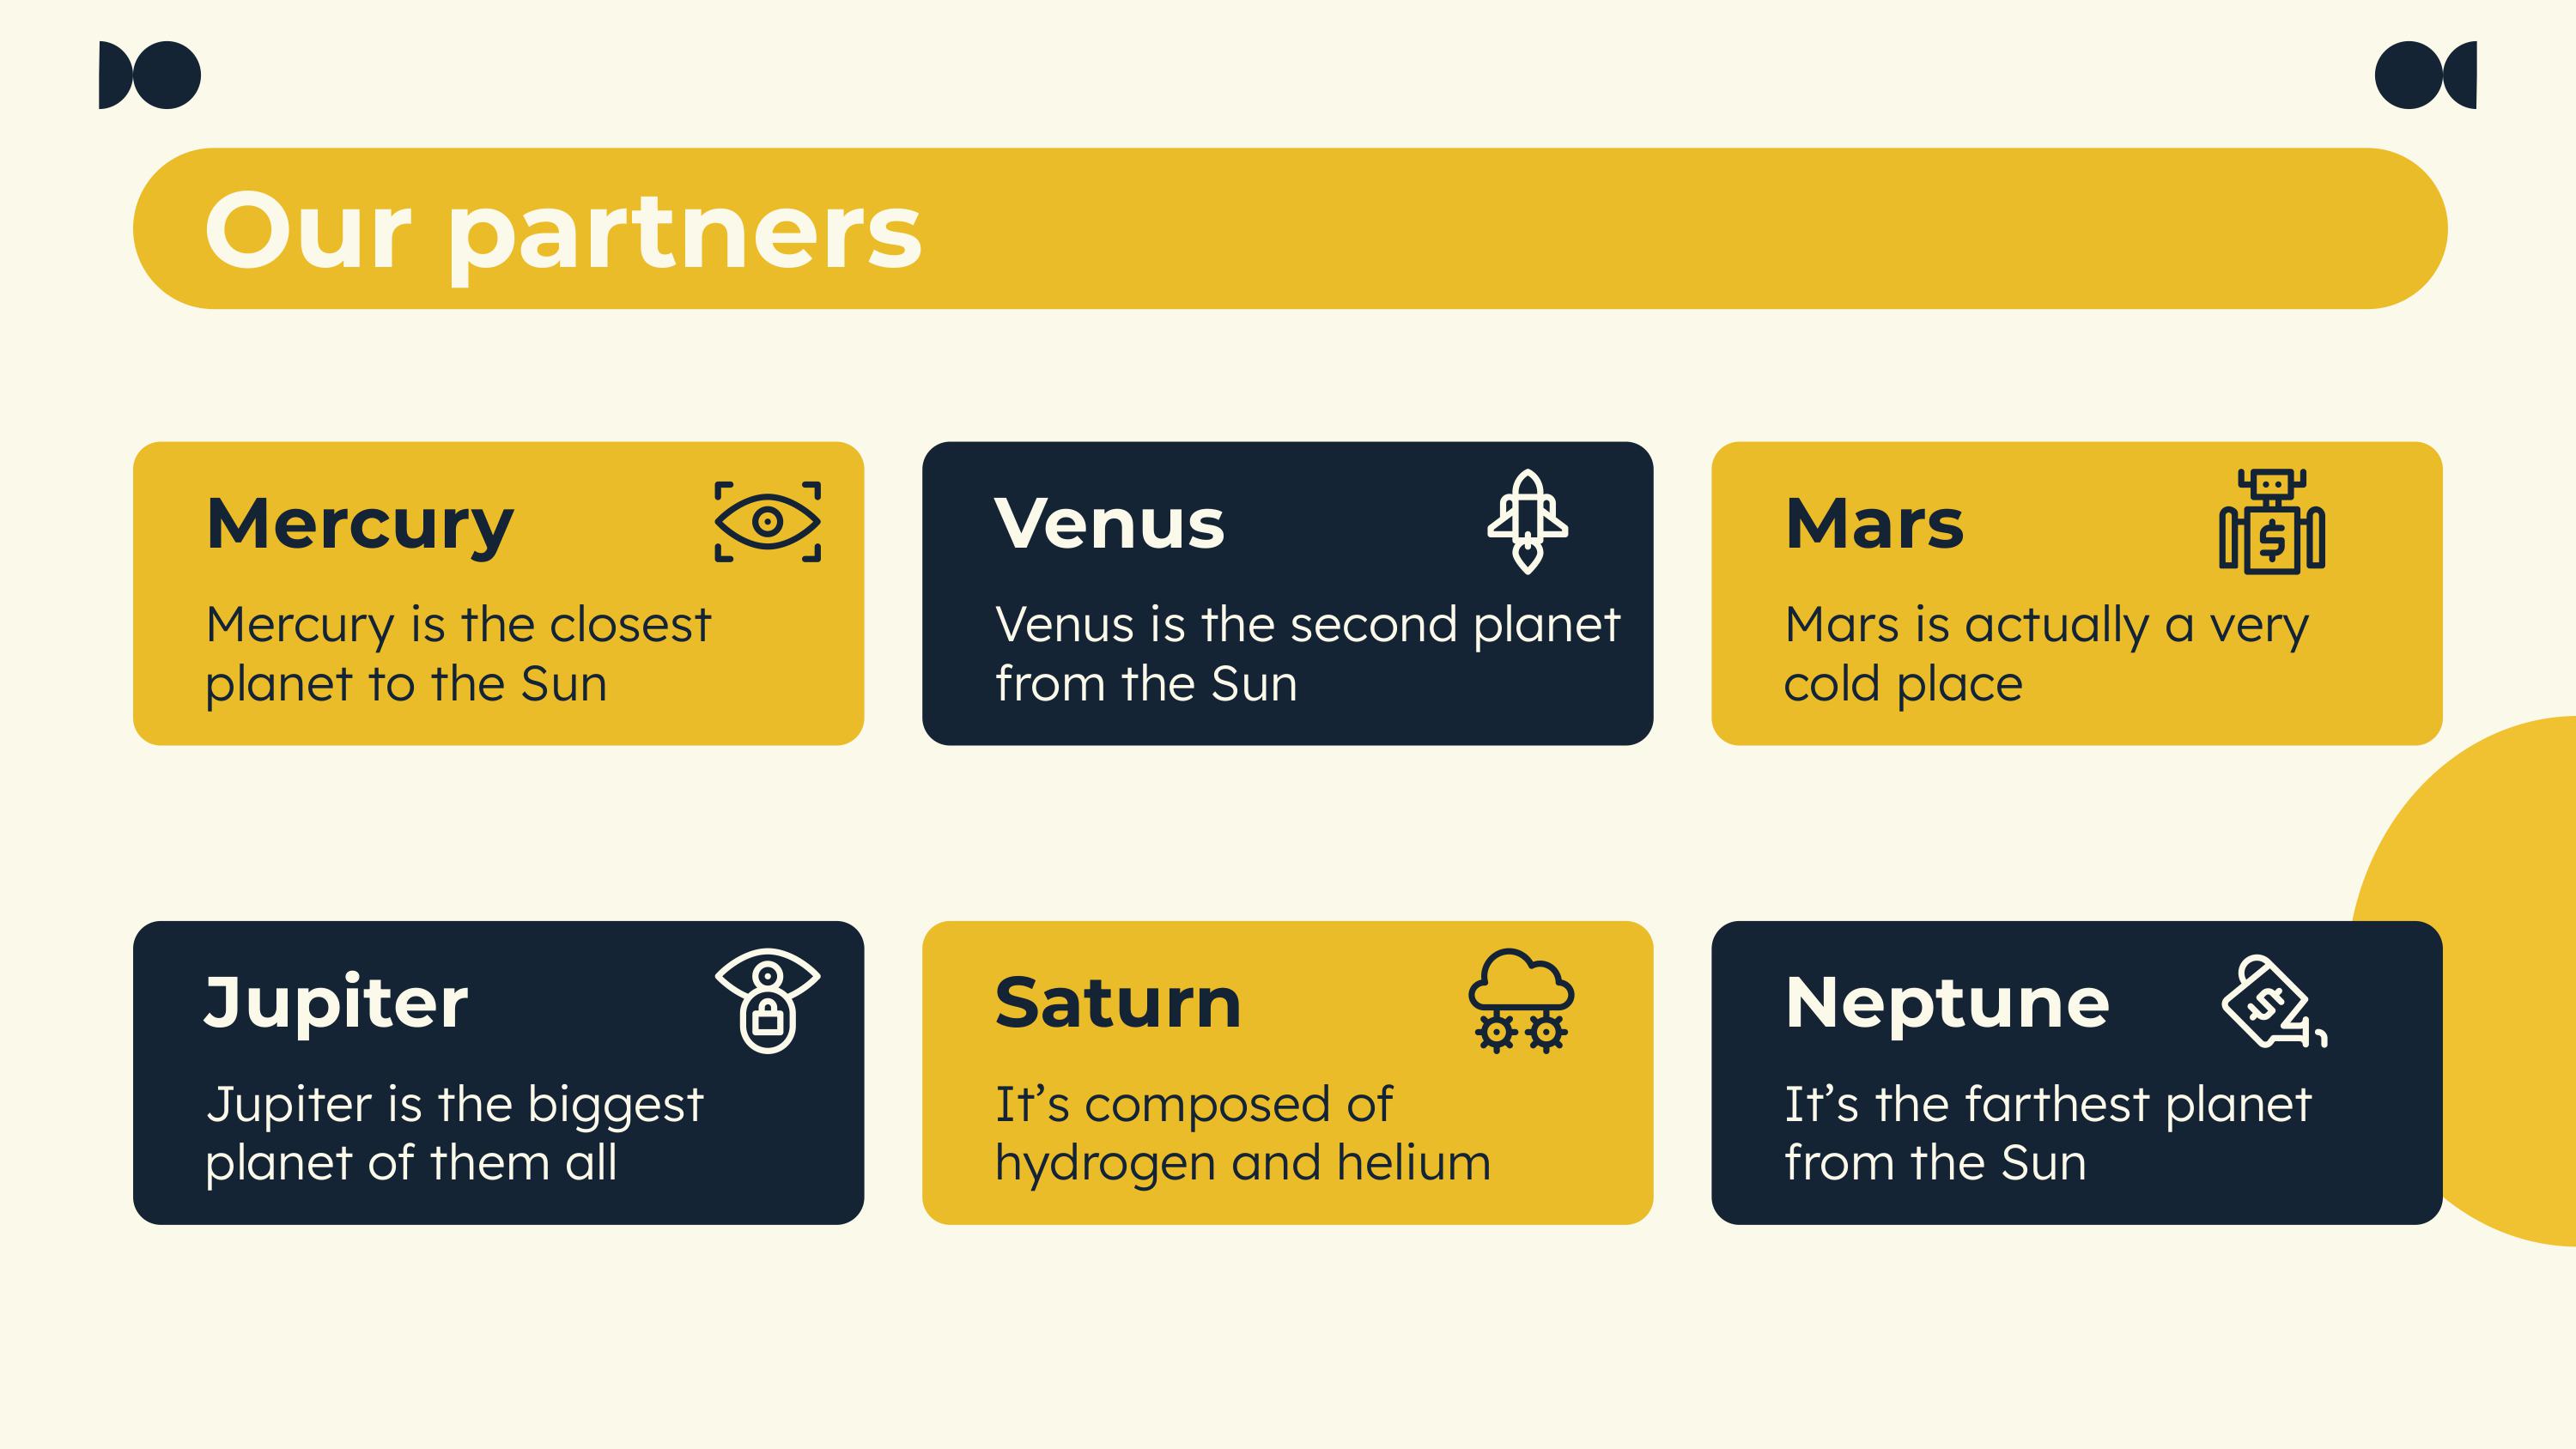 Our partners
Mercury
Mercury is the closest
planet to the Sun
Venus
Venus is the second planet
from the Sun
Mars
$
Mars is actually a very
cold place
Jupiter
Jupiter is the biggest
planet of them all
Saturn
It’s composed of
hydrogen and helium
Neptune
$
It’s the farthest planet
from the Sun